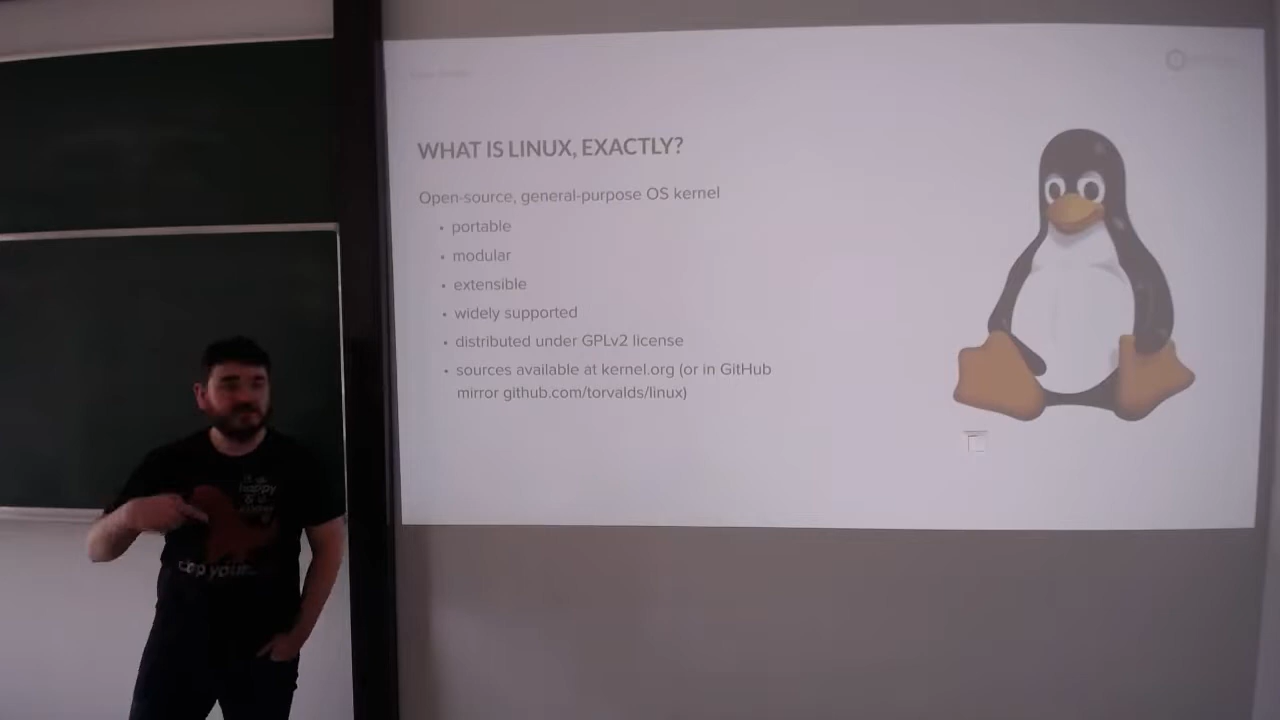 WHAT IS LINUX, EXACTLY?
Open-source, general-purpose OS kernel
• portable
• modular
• extensible
• widely supported
• distributed under GPLv2 license
• sources available at kernel.org (or in GitHub
mirror github.com/torvalds/linux)
happy
&